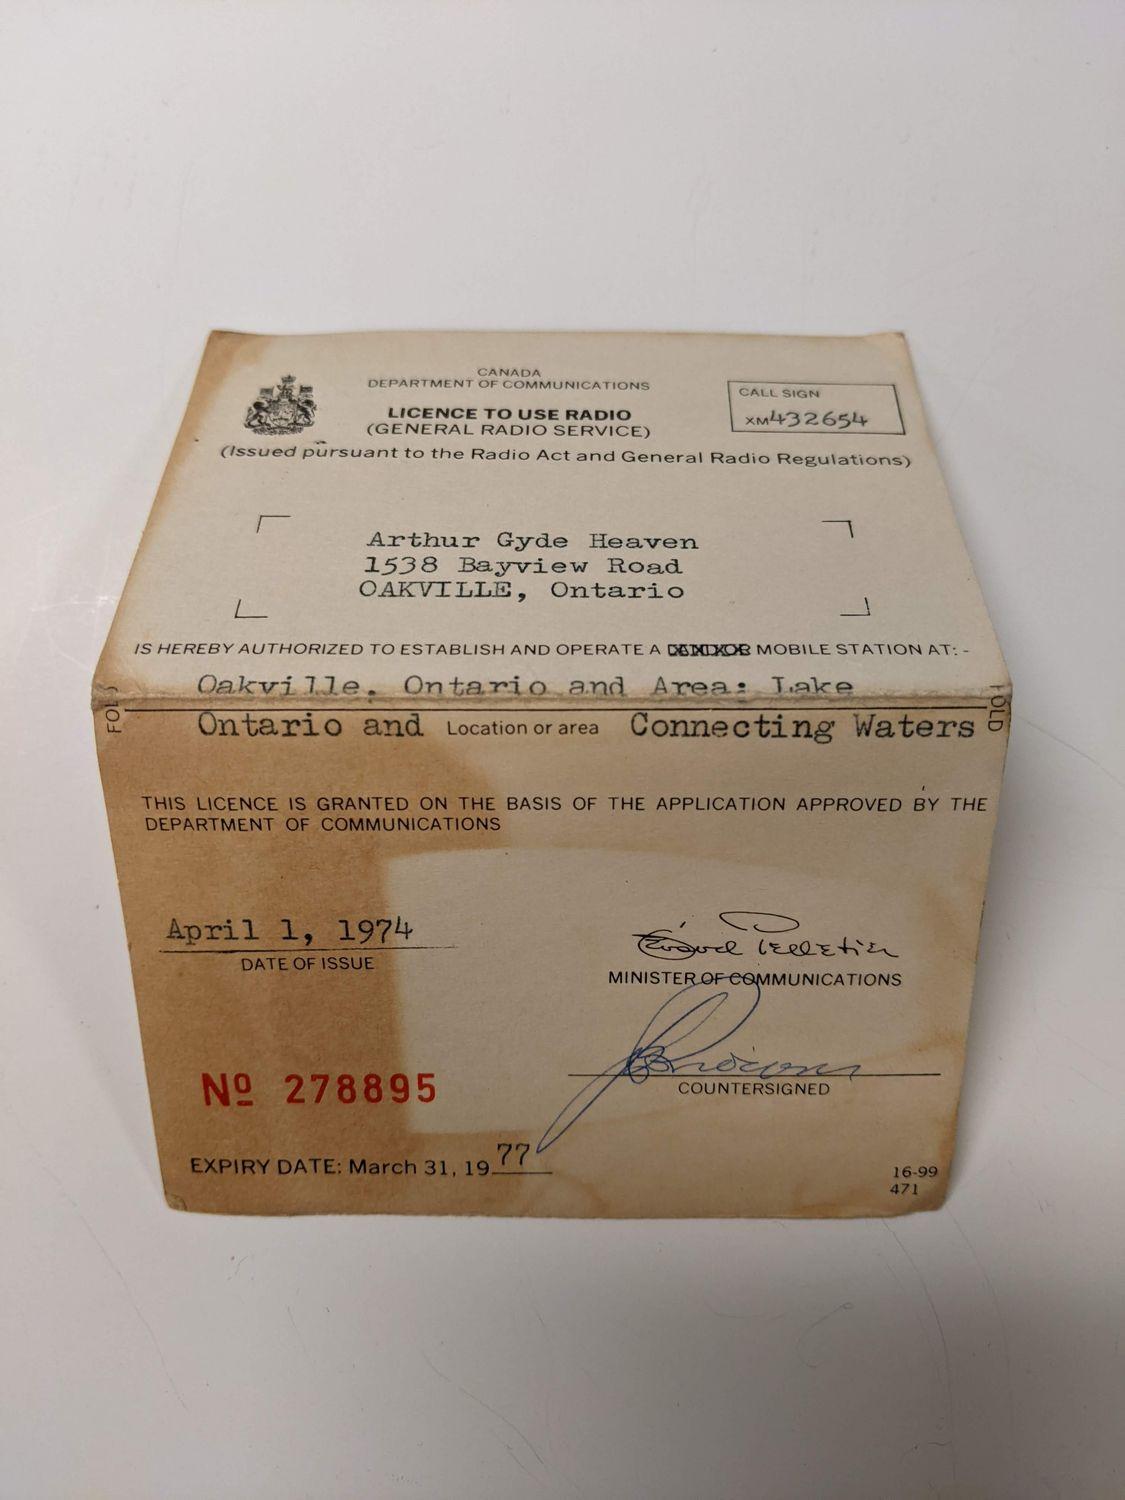 CANADA
DEPARTMENT OF COMMUNICATIONS
LICENCE TO USE RADIO
(GENERAL RADIO SERVICE)
CALL SIGN
XM432654
(Issued pursuant to the Radio Act and General Radio Regulations)
Arthur Gyde Heaven
1538 Bayview Road
OAKVILLE, Ontario
IS HEREBY AUTHORIZED TO ESTABLISH AND OPERATE A MOBILE STATION AT: -
Oakville, Ontario and Area: Lake
FOLD
FOLD
Ontario and Location or area Connecting Waters
THIS LICENCE IS GRANTED ON THE BASIS OF THE APPLICATION APPROVED BY THE
DEPARTMENT OF COMMUNICATIONS
April 1, 1974
DATE OF ISSUE
Gérard Pelletier
MINISTER OF COMMUNICATIONS
COUNTERSIGNED
Nº 278895
EXPIRY DATE: March 31, 1977
16-99
471